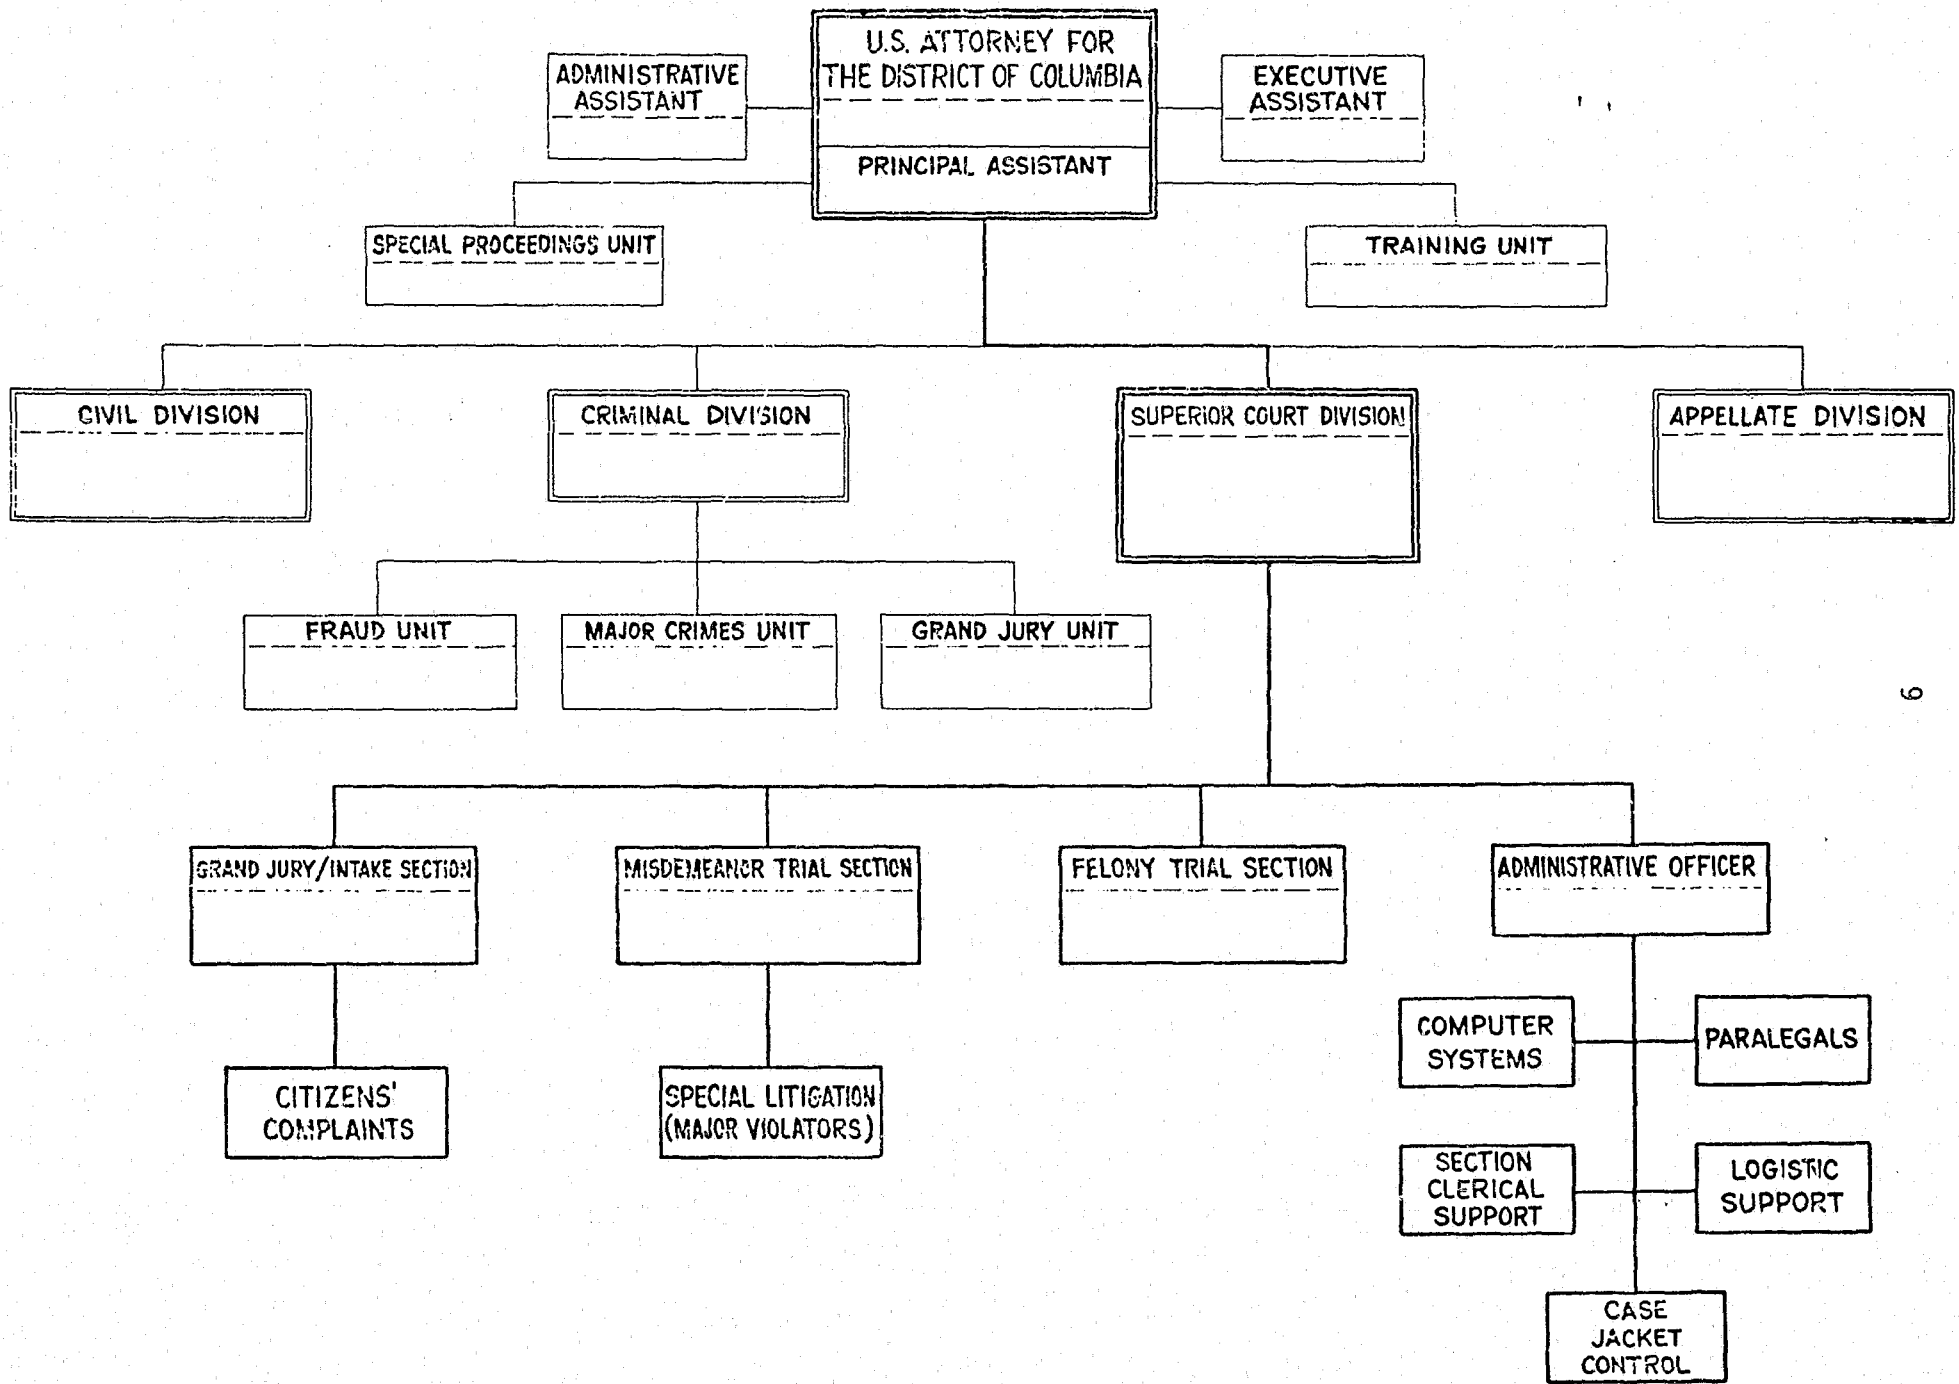 U.S. ATTORNEY FOR
THE DISTRICT OF COLUMBIA
PRINCIPAL ASSISTANT
ADMINISTRATIVE
ASSISTANT
EXECUTIVE
ASSISTANT
SPECIAL PROCEEDINGS UNIT
TRAINING UNIT
CIVIL DIVISION
CRIMINAL DIVISION
SUPERIOR COURT DIVISION
APPELLATE DIVISION
FRAUD UNIT
MAJOR CRIMES UNIT
GRAND JURY UNIT
6
GRAND JURY/INTAKE SECTION
MISDEMEANOR TRIAL SECTION
FELONY TRIAL SECTION
ADMINISTRATIVE OFFICER
CITIZENS'
COMPLAINTS
SPECIAL LITIGATION
(MAJOR VIOLATORS)
COMPUTER
SYSTEMS
PARALEGALS
SECTION
CLERICAL
SUPPORT
LOGISTIC
SUPPORT
CASE
JACKET
CONTROL